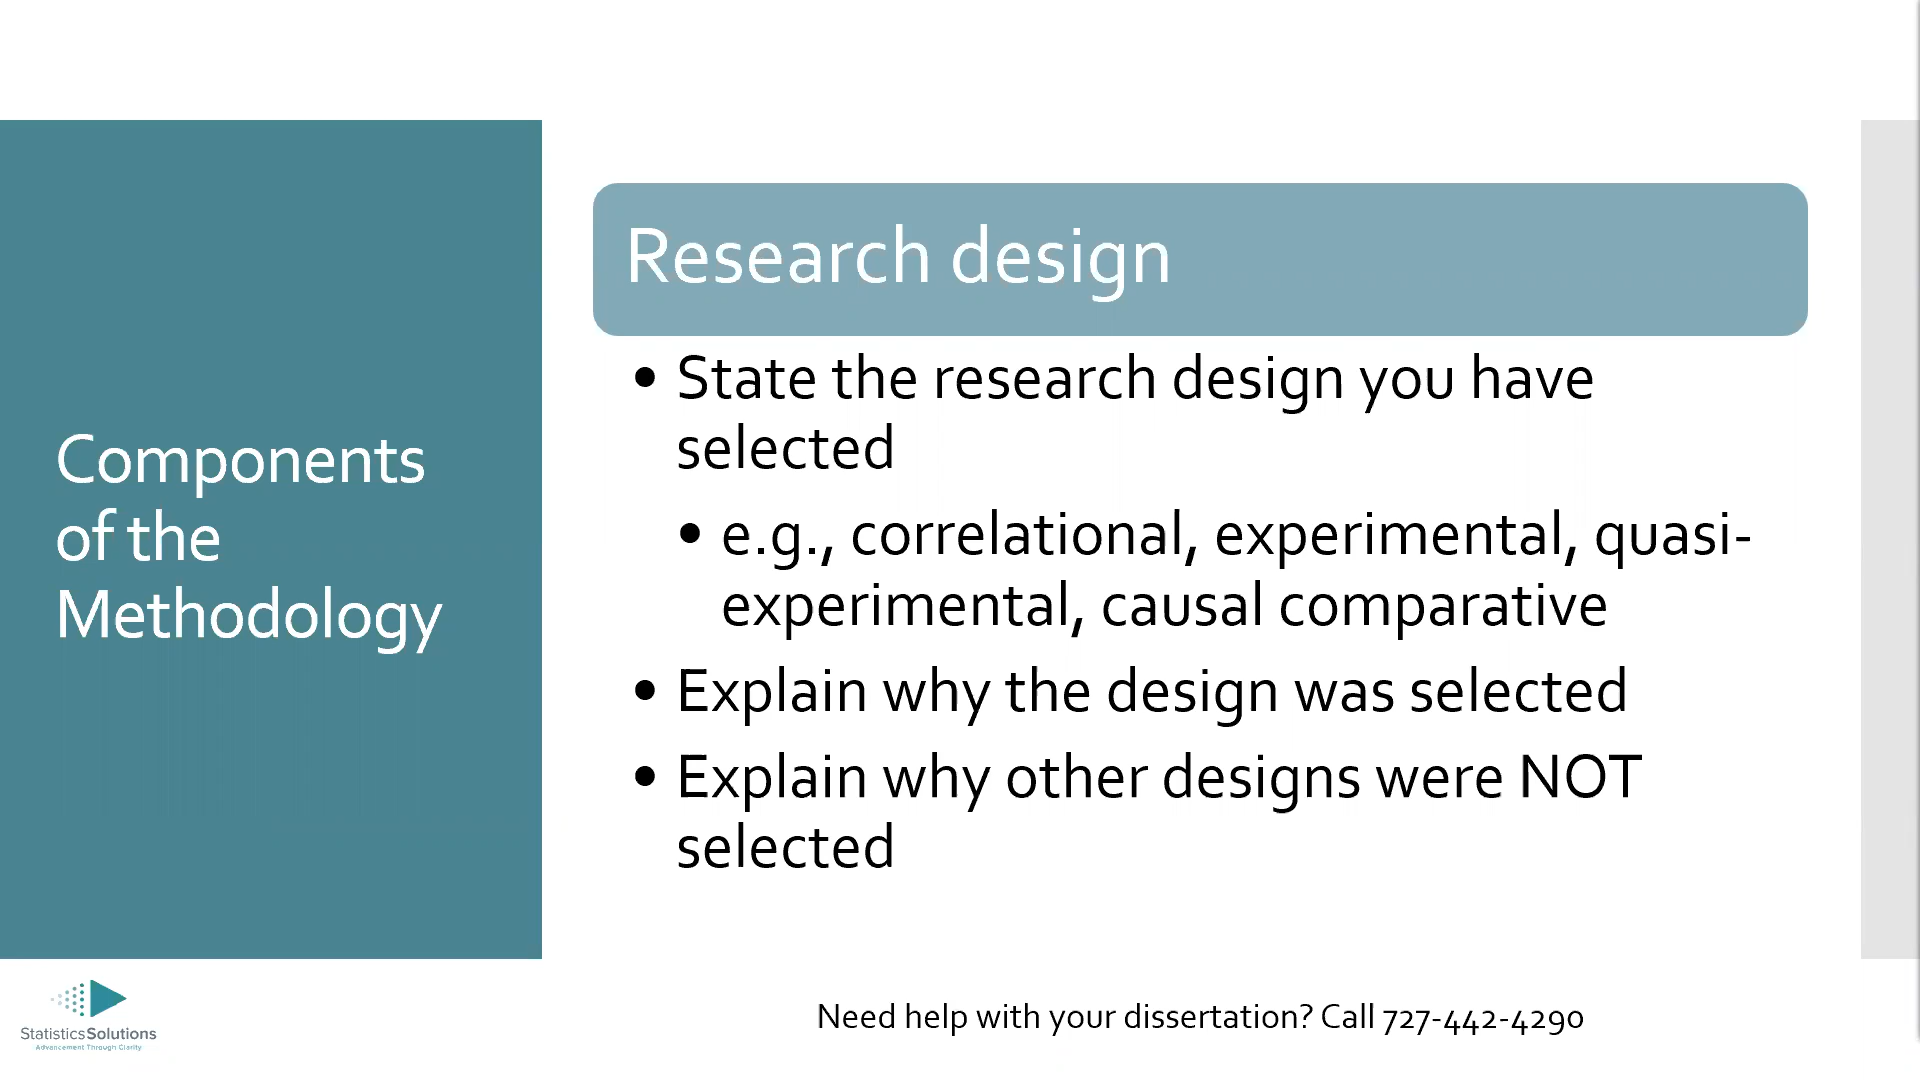 Components
of the
Methodology
Research design
• State the research design you have
selected
• e.g., correlational, experimental, quasi-
experimental, causal comparative
• Explain why the design was selected
• Explain why other designs were NOT
selected
StatisticsSolutions
Advancement Through Clarity
Need help with your dissertation? Call 727-442-4290